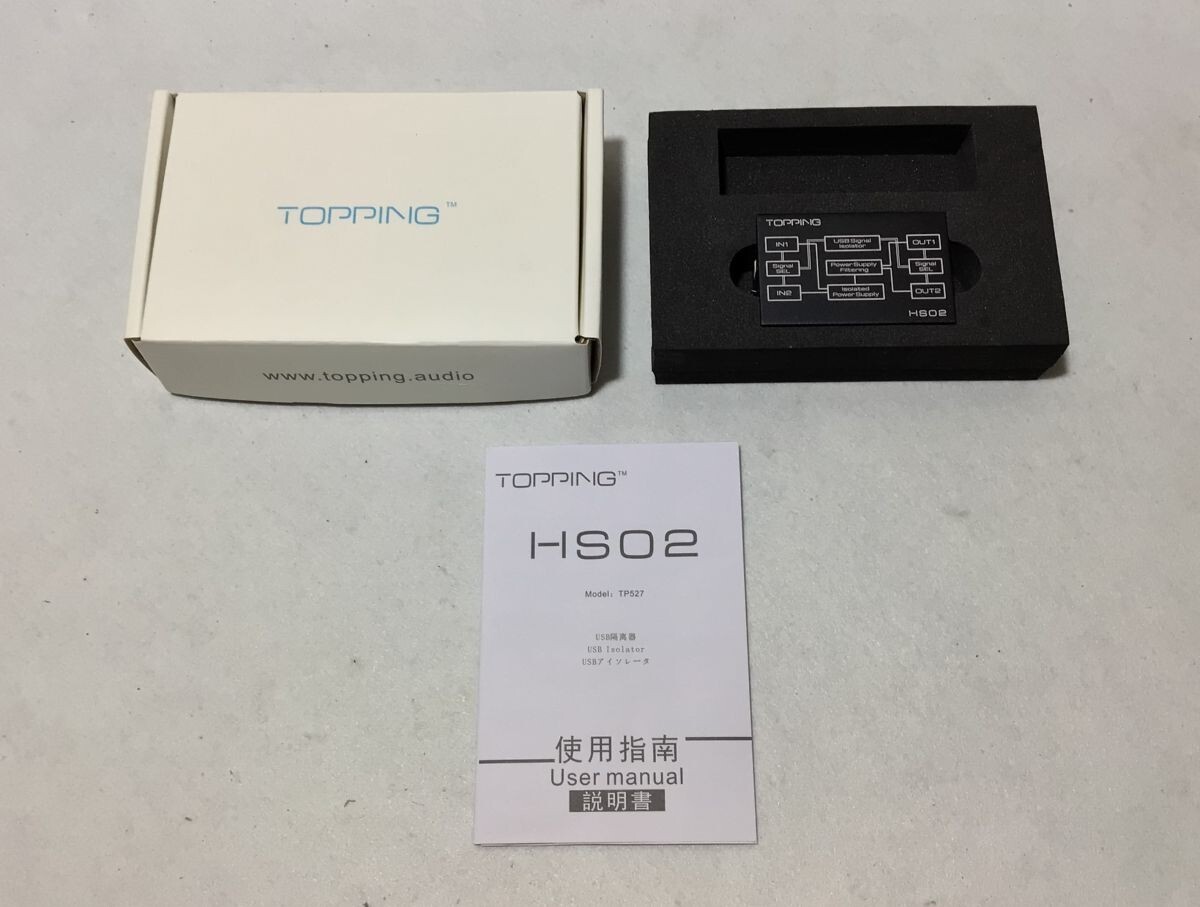 TOPPING™
www.topping.audio
TOPPING
IN1
USB Signal
Isolator
OUT1
Signal
SEL
Power Supply
Filtering
Signal
SEL
IN2
Isolated
Power Supply
OUT2
HS02
TOPPING™
HS02
Model: TP527
USB隔离器
USB Isolator
USBアイソレータ
使用指南
User manual
説明書